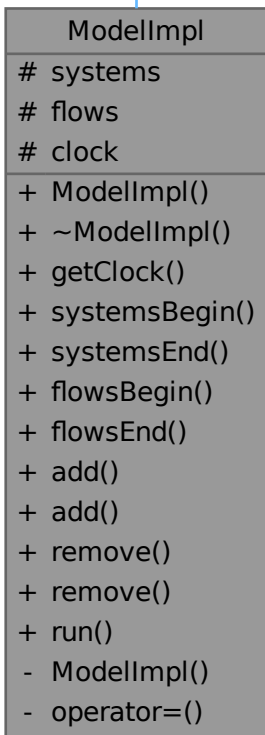 ModelImpl
# systems
# flows
# clock
+ ModelImpl()
+ ~ModelImpl()
+ getClock()
+ systemsBegin()
+ systemsEnd()
+ flowsBegin()
+ flowsEnd()
+ add()
+ add()
+ remove()
+ remove()
+ run()
- ModelImpl()
- operator=()